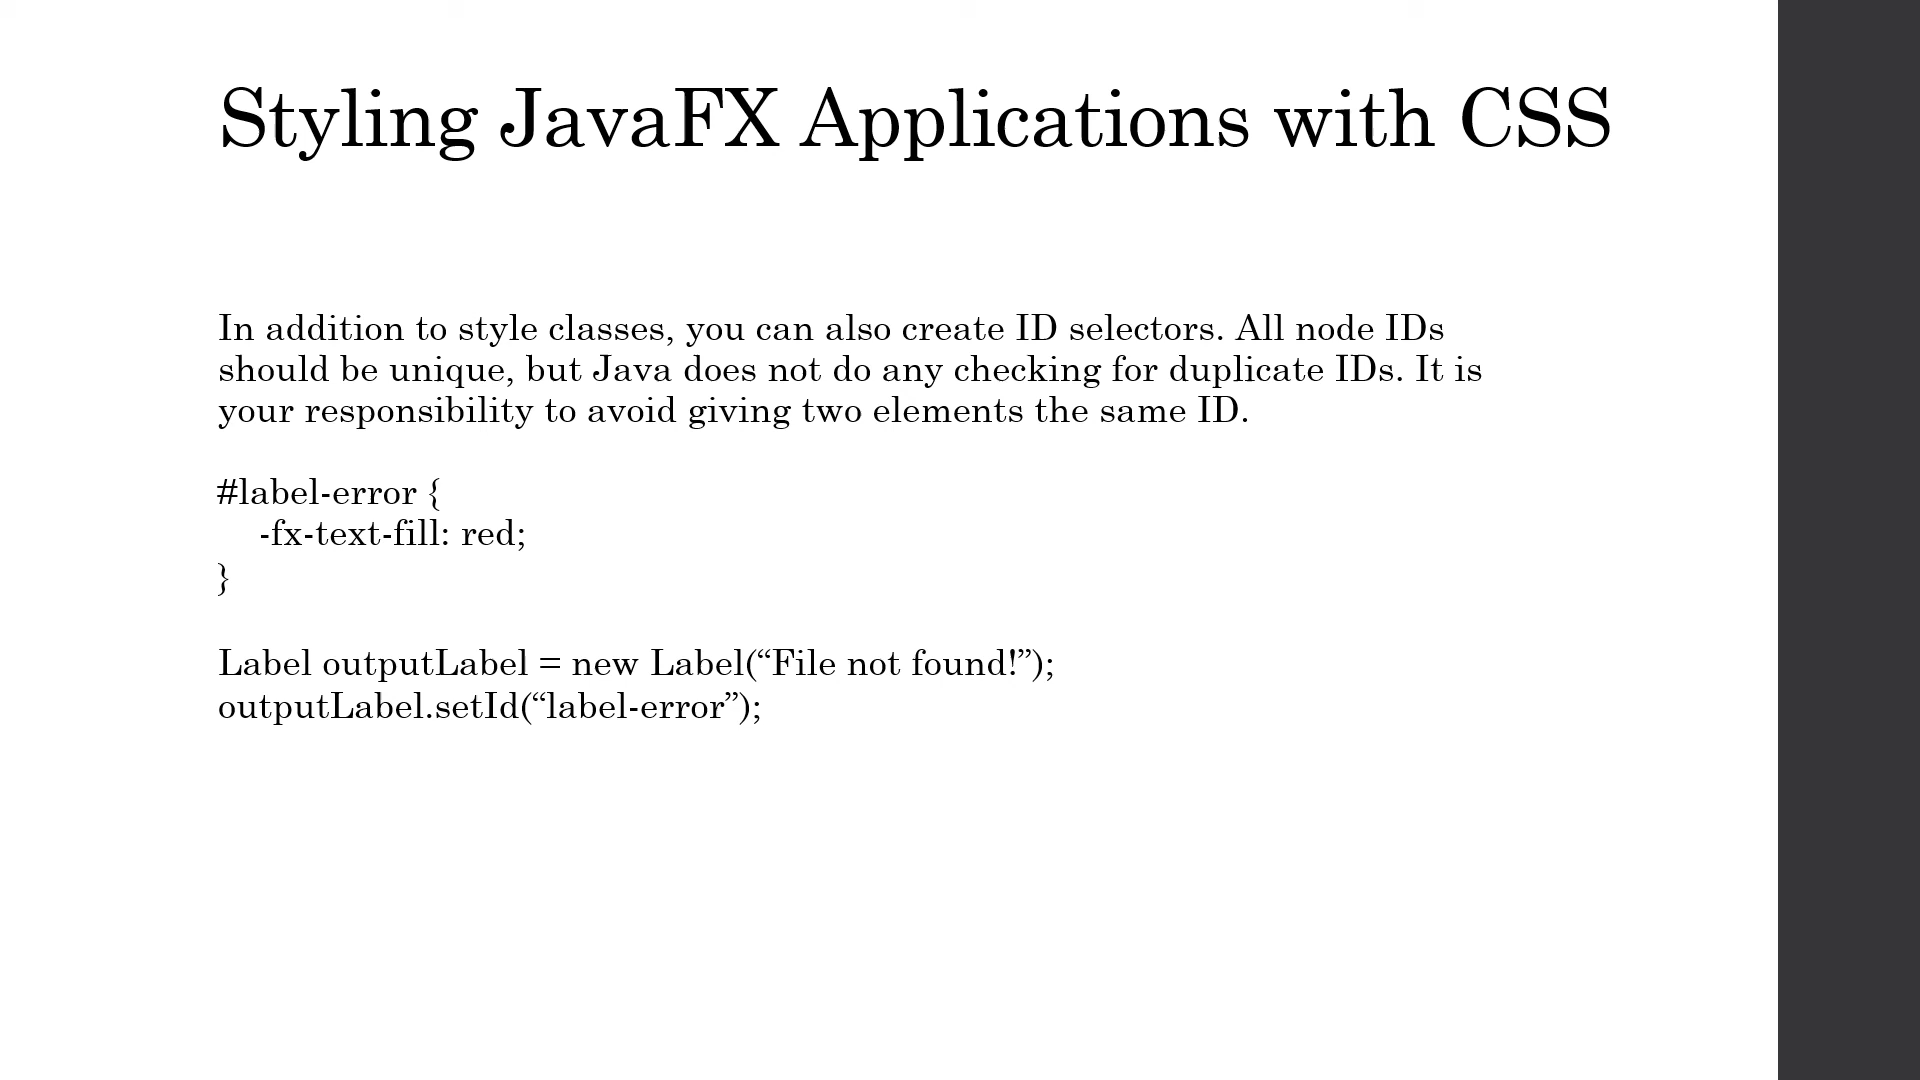 Styling JavaFX Applications with CSS
In addition to style classes, you can also create ID selectors. All node IDs
should be unique, but Java does not do any checking for duplicate IDs. It is
your responsibility to avoid giving two elements the same ID.
#label-error {
    -fx-text-fill: red;
}
Label outputLabel = new Label(“File not found!”);
outputLabel.setId(“label-error”);